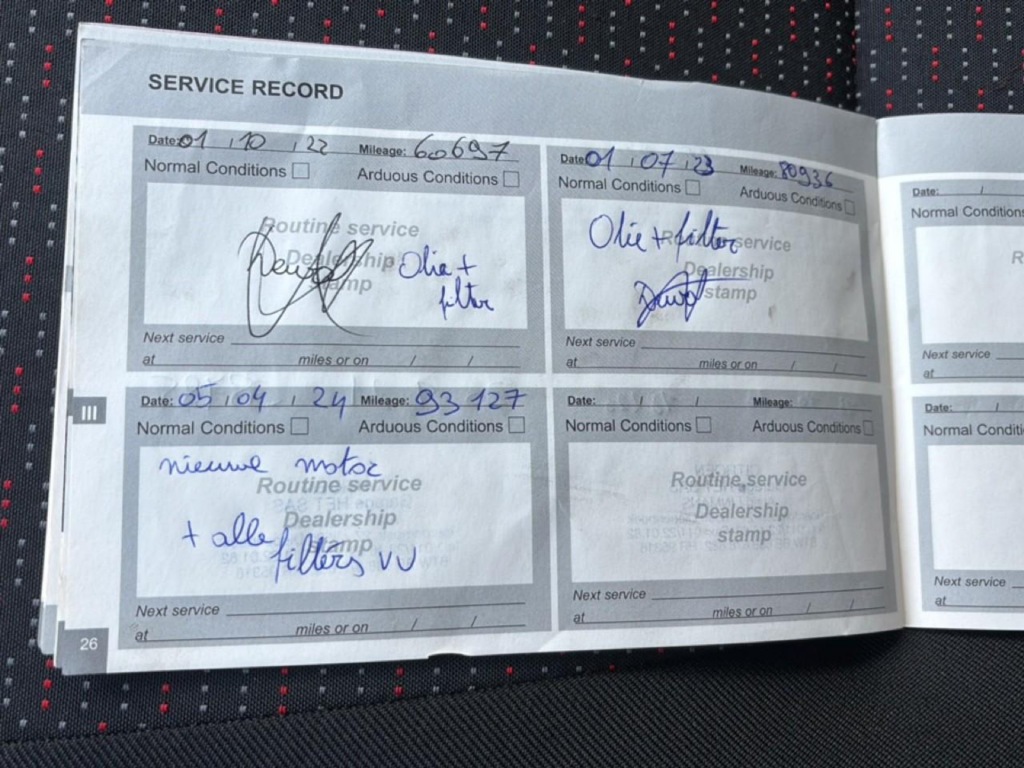 SERVICE RECORD
Date: 01 / 10 / 22 Mileage: 60697
Normal Conditions Arduous Conditions
Routine service
Dealership
stamp
Olie +
filter
Next service
at miles or on / /
Date: 01 / 07 / 23 Mileage: 80936
Normal Conditions Arduous Conditions
Olie + filter
Routine service
Dealership
stamp
Next service
at miles or on / /
Date: 05 / 04 / 24 Mileage: 93 127
Normal Conditions Arduous Conditions
nieuwe motor
Routine service
+ alle Dealership
filters VV
stamp
Next service
at miles or on / /
Date: / / Mileage:
Normal Conditions Arduous Conditions
Routine service
Dealership
stamp
Next service
at miles or on / /
III
26
Date: /
Normal Conditions
R
Next service
at
Date: /
Normal Conditi
Next service
at